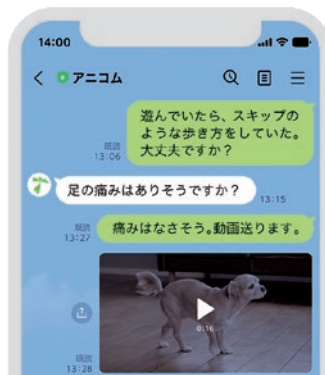 14:00
アニコム
遊んでいたら、スキップの
ような歩き方をしていた。
大丈夫ですか？
既読
13:06
足の痛みはありそうですか？
13:15
既読
13:27
痛みはなさそう。動画送ります。
0:16
既読
13:28